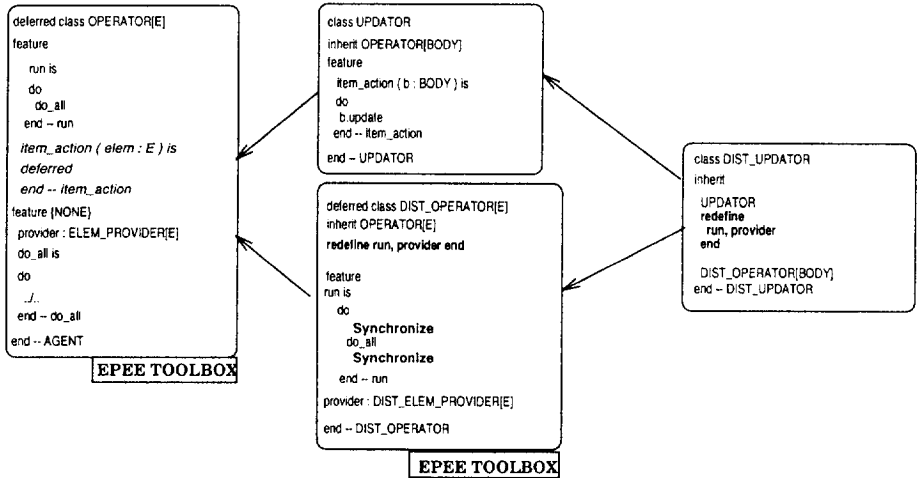 deferred class OPERATOR[E]
feature
run is
do
do_all
end -- run
item_action ( elem : E ) is
deferred
end -- item_action
feature {NONE}
provider : ELEM_PROVIDER[E]
do_all is
do
../..
end -- do_all
end -- AGENT
EPEE TOOLBOX
class UPDATOR
inherit OPERATOR[BODY]
feature
item_action ( b : BODY ) is
do
b.update
end -- item_action
end -- UPDATOR
deferred class DIST_OPERATOR[E]
inherit OPERATOR[E]
redefine run, provider end
feature
run is
do
Synchronize
do_all
Synchronize
end -- run
provider : DIST_ELEM_PROVIDER[E]
end -- DIST_OPERATOR
EPEE TOOLBOX
class DIST_UPDATOR
inherit
UPDATOR
redefine
run, provider
end
DIST_OPERATOR[BODY]
end -- DIST_UPDATOR